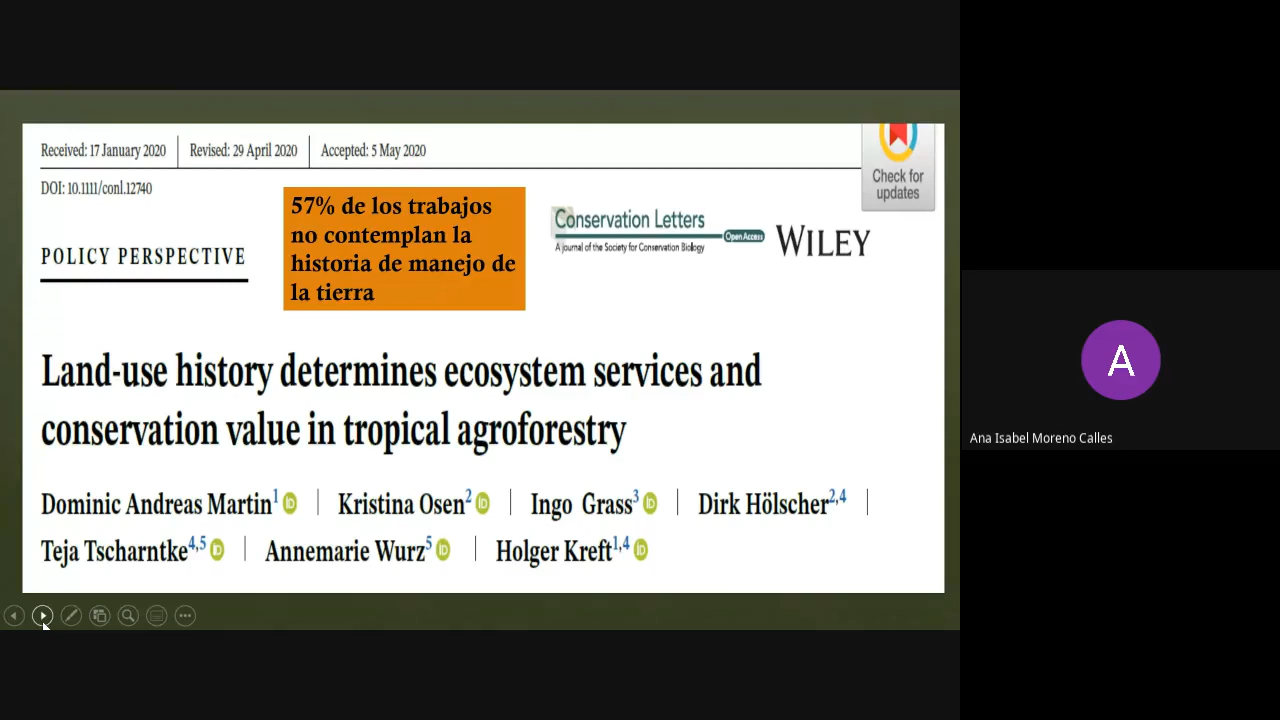 Received: 17 January 2020
Revised: 29 April 2020
Accepted: 5 May 2020
DOI: 10.1111/conl.12740
POLICY PERSPECTIVE
57% de los trabajos
no contemplan la
historia de manejo de
la tierra
Conservation Letters
Open Access
A journal of the Society for Conservation Biology
WILEY
Check for
updates
Land-use history determines ecosystem services and
conservation value in tropical agroforestry
Dominic Andreas Martin1 | Kristina Osen2 | Ingo Grass3 | Dirk Hölscher2,4 |
Teja Tscharntke4,5 | Annemarie Wurz5 | Holger Kreft1,4
A
Ana Isabel Moreno Calles